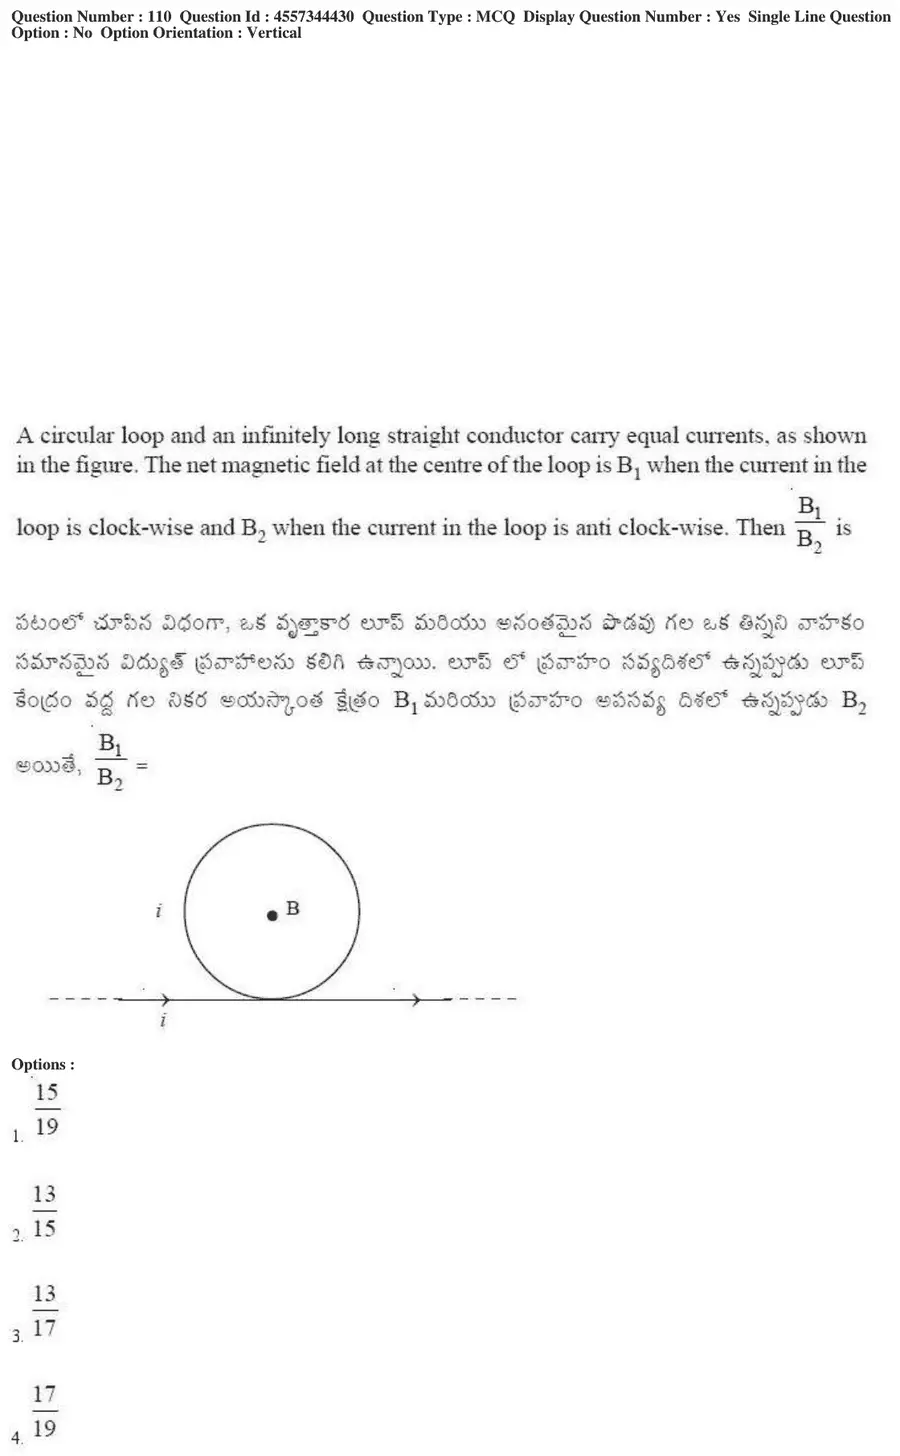 Question Number : 110 Question Id : 4557344430 Question Type : MCQ Display Question Number : Yes Single Line Question
Option : No Option Orientation : Vertical
A circular loop and an infinitely long straight conductor carry equal currents, as shown
in the figure. The net magnetic field at the centre of the loop is B₁ when the current in the
loop is clock-wise and B₂ when the current in the loop is anti clock-wise. Then B₁/B₂ is
పటంలో చూపిన విధంగా, ఒక వృత్తాకార లూప్ మరియు అనంతమైన పొడవు గల ఒక తిన్నని వాహకం
సమానమైన విద్యుత్ ప్రవాహాలను కలిగి ఉన్నాయి. లూప్ లో ప్రవాహం సవ్యదిశలో ఉన్నప్పుడు లూప్
కేంద్రం వద్ద గల నికర అయస్కాంత క్షేత్రం B₁ మరియు ప్రవాహం అపసవ్య దిశలో ఉన్నప్పుడు B₂
అయితే, B₁/B₂ =
i
B
i
Options :
1. 15/19
2. 13/15
3. 13/17
4. 17/19